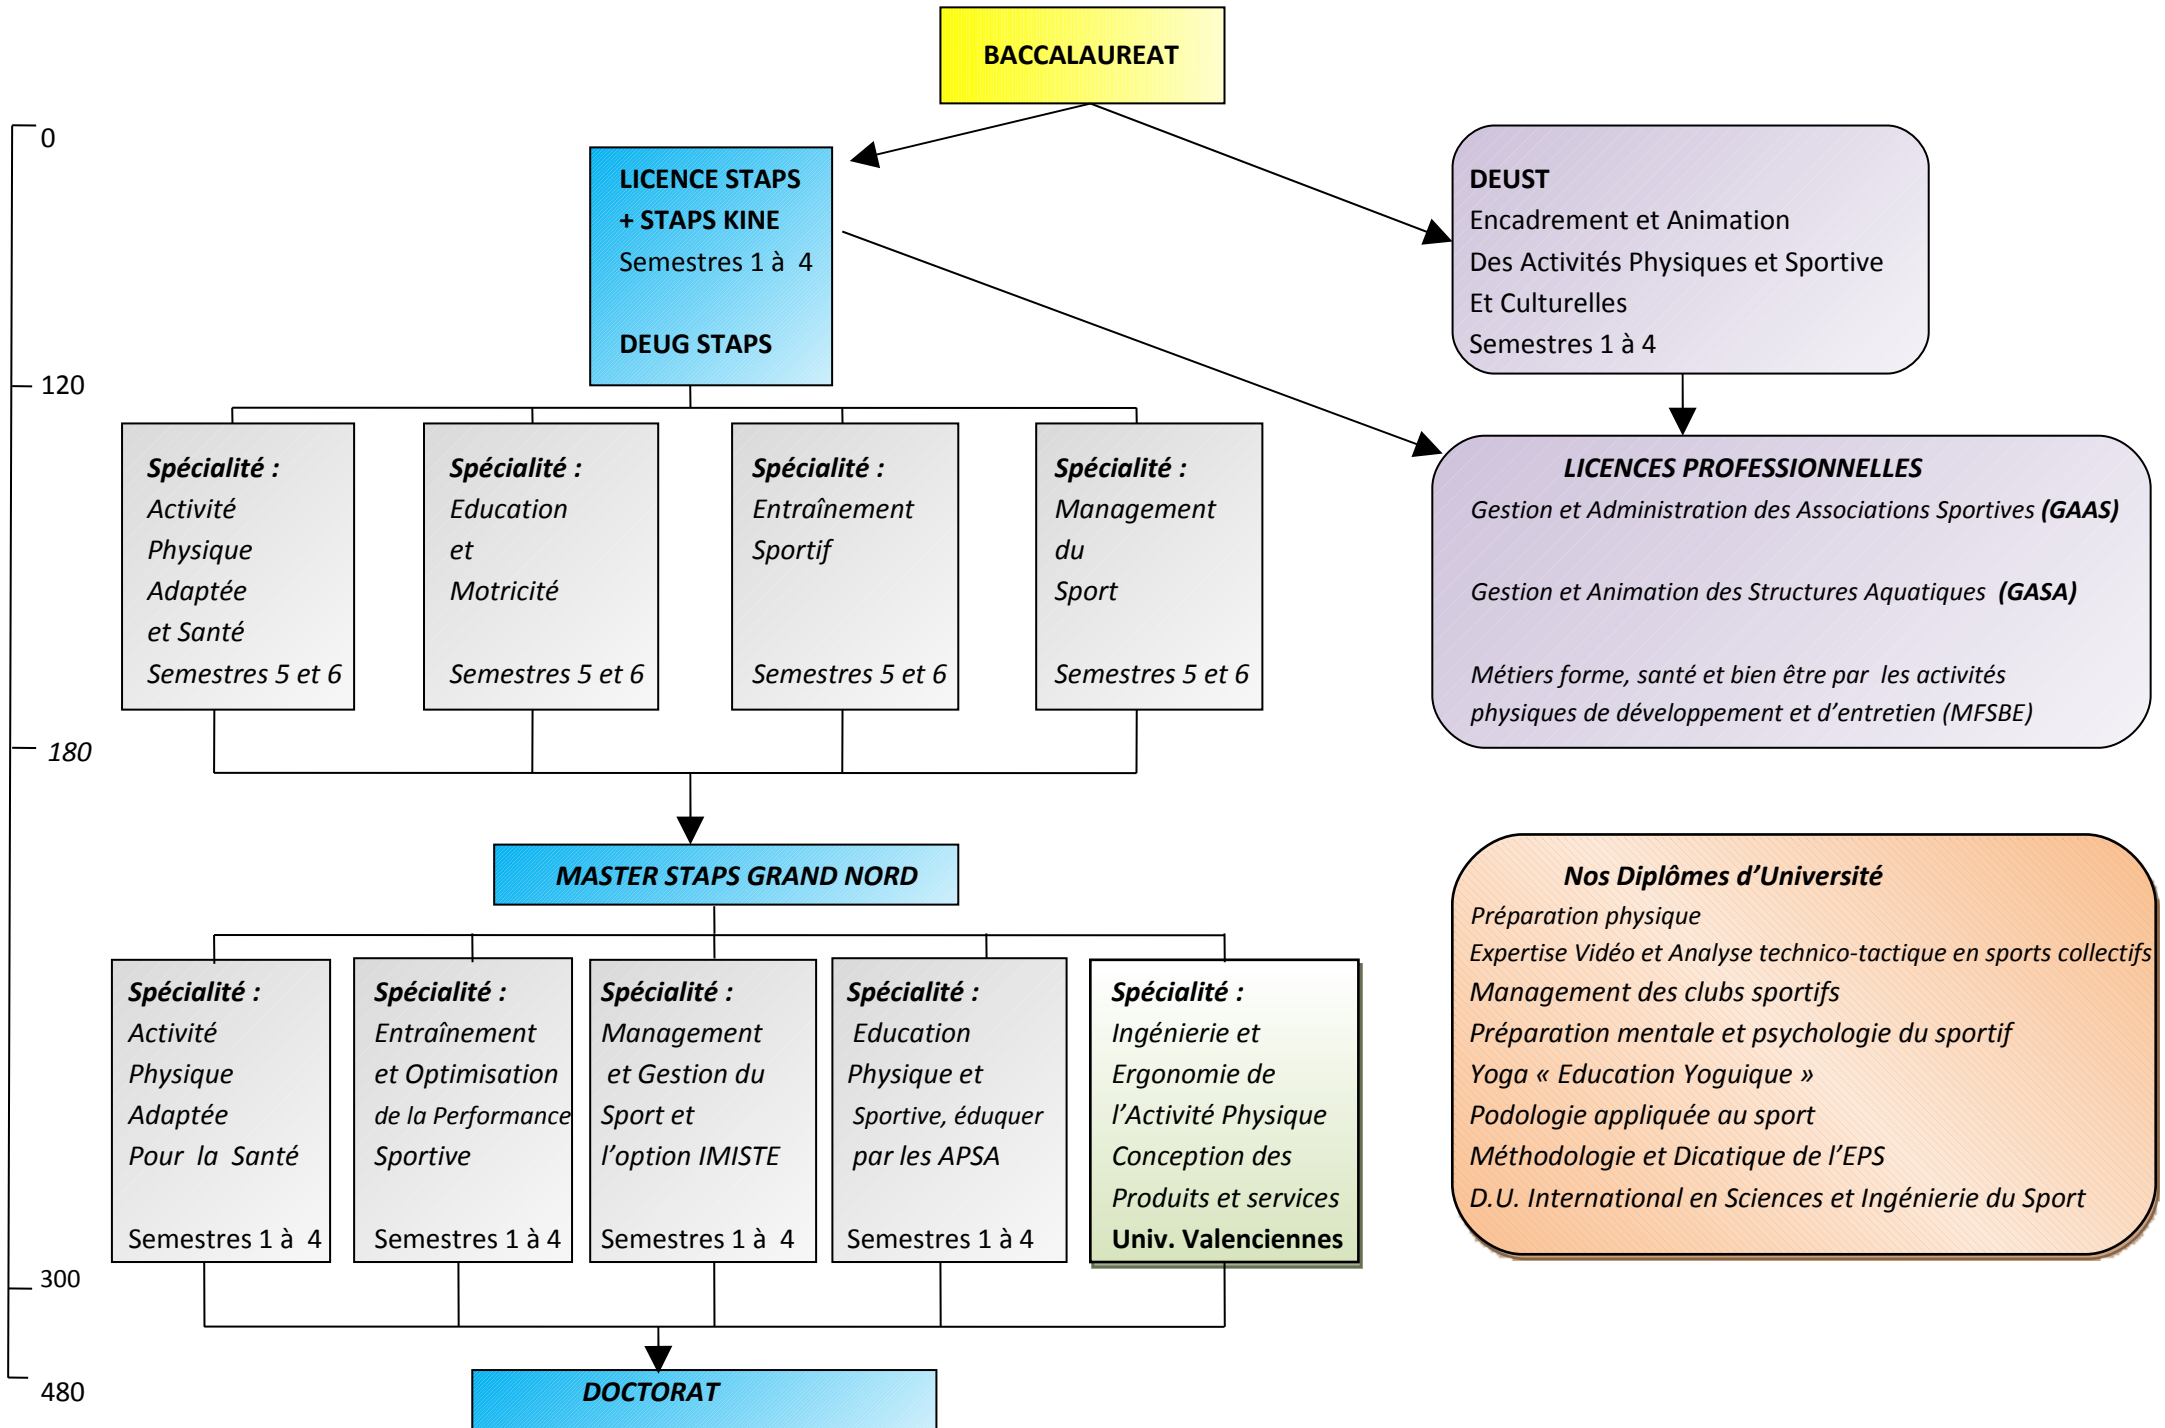 BACCALAUREAT
0
LICENCE STAPS
+ STAPS KINE
Semestres 1 à 4
DEUG STAPS
DEUST
Encadrement et Animation
Des Activités Physiques et Sportive
Et Culturelles
Semestres 1 à 4
120
Spécialité :
Activité
Physique
Adaptée
et Santé
Semestres 5 et 6
Spécialité :
Education
et
Motricité
Semestres 5 et 6
Spécialité :
Entraînement
Sportif
Semestres 5 et 6
Spécialité :
Management
du
Sport
Semestres 5 et 6
LICENCES PROFESSIONNELLES
Gestion et Administration des Associations Sportives (GAAS)
Gestion et Animation des Structures Aquatiques (GASA)
Métiers forme, santé et bien être par les activités
physiques de développement et d’entretien (MFSBE)
180
MASTER STAPS GRAND NORD
Spécialité :
Activité
Physique
Adaptée
Pour la Santé
Semestres 1 à 4
Spécialité :
Entraînement
et Optimisation
de la Performance
Sportive
Semestres 1 à 4
Spécialité :
Management
et Gestion du
Sport et
l’option IMISTE
Semestres 1 à 4
Spécialité :
Education
Physique et
Sportive, éduquer
par les APSA
Semestres 1 à 4
Spécialité :
Ingénierie et
Ergonomie de
l’Activité Physique
Conception des
Produits et services
Univ. Valenciennes
Nos Diplômes d’Université
Préparation physique
Expertise Vidéo et Analyse technico-tactique en sports collectifs
Management des clubs sportifs
Préparation mentale et psychologie du sportif
Yoga « Education Yoguique »
Podologie appliquée au sport
Méthodologie et Dicatique de l’EPS
D.U. International en Sciences et Ingénierie du Sport
300
480
DOCTORAT